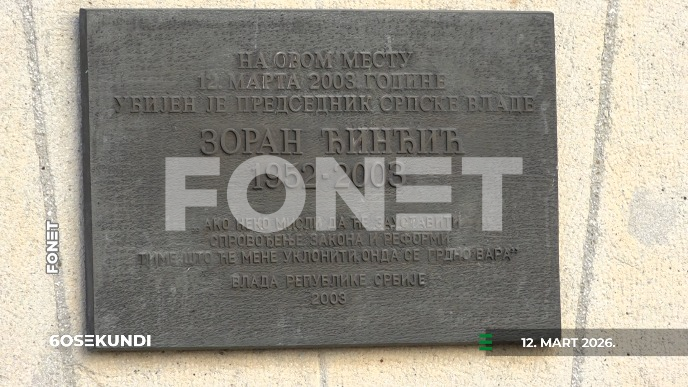 НА ОВОМ МЕСТУ
12. МАРТА 2003. ГОДИНЕ
УБИЈЕН ЈЕ ПРЕДСЕДНИК СРПСКЕ ВЛАДЕ
ЗОРАН ЂИНЂИЋ
1952-2003
FONET
АКО НЕКО МИСЛИ ДА ЋЕ ЗАУСТАВИТИ
СПРОВОЂЕЊЕ ЗАКОНА И РЕФОРМИ
ТИМЕ ШТО ЋЕ МЕНЕ УКЛОНИТИ, ОНДА СЕ ГРДНО ВАРА"
ВЛАДА РЕПУБЛИКЕ СРБИЈЕ
2003
FONET
60SEKUNDI
12. MART 2026.